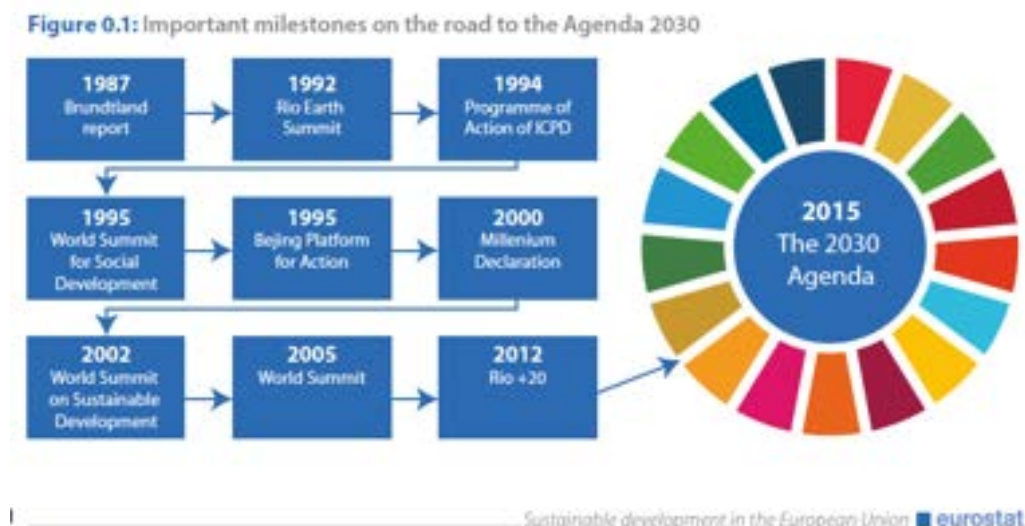 Figure 0.1: Important milestones on the road to the Agenda 2030
1987
Brundtland
report
1992
Rio Earth
Summit
1994
Programme of
Action of ICPD
1995
World Summit
for Social
Development
1995
Bejing Platform
for Action
2000
Millenium
Declaration
2002
World Summit
on Sustainable
Development
2005
World Summit
2012
Rio +20
2015
The 2030
Agenda
Sustainable development in the European Union eurostat